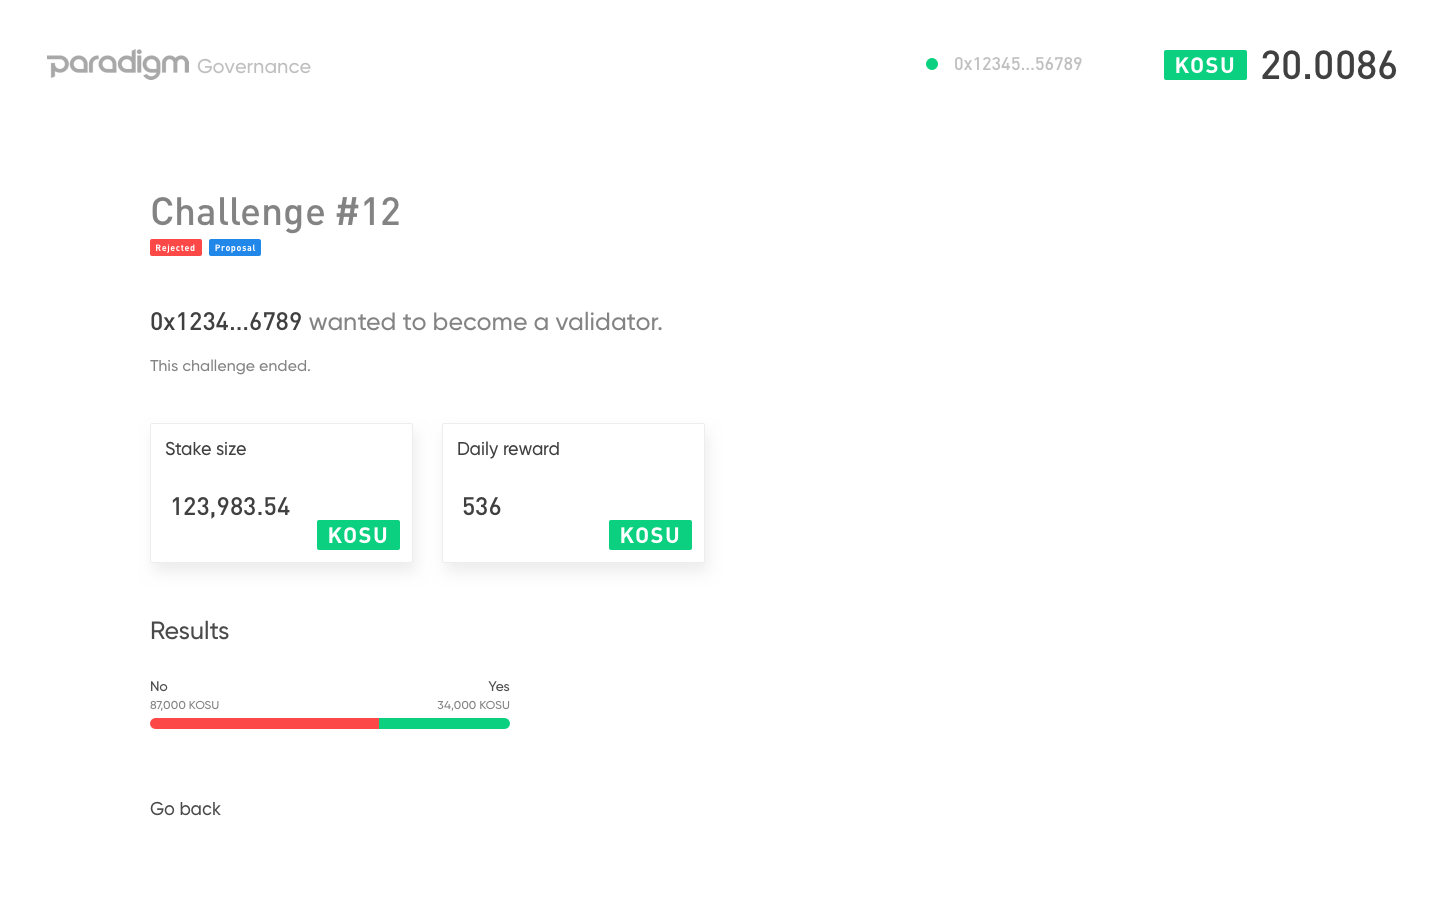 paradigm Governance
0x12345...56789
KOSU 20.0086
Challenge #12
Rejected Proposal
0x1234...6789 wanted to become a validator.
This challenge ended.
Stake size
123,983.54
KOSU
Daily reward
536
KOSU
Results
No Yes
87,000 KOSU 34,000 KOSU
Go back